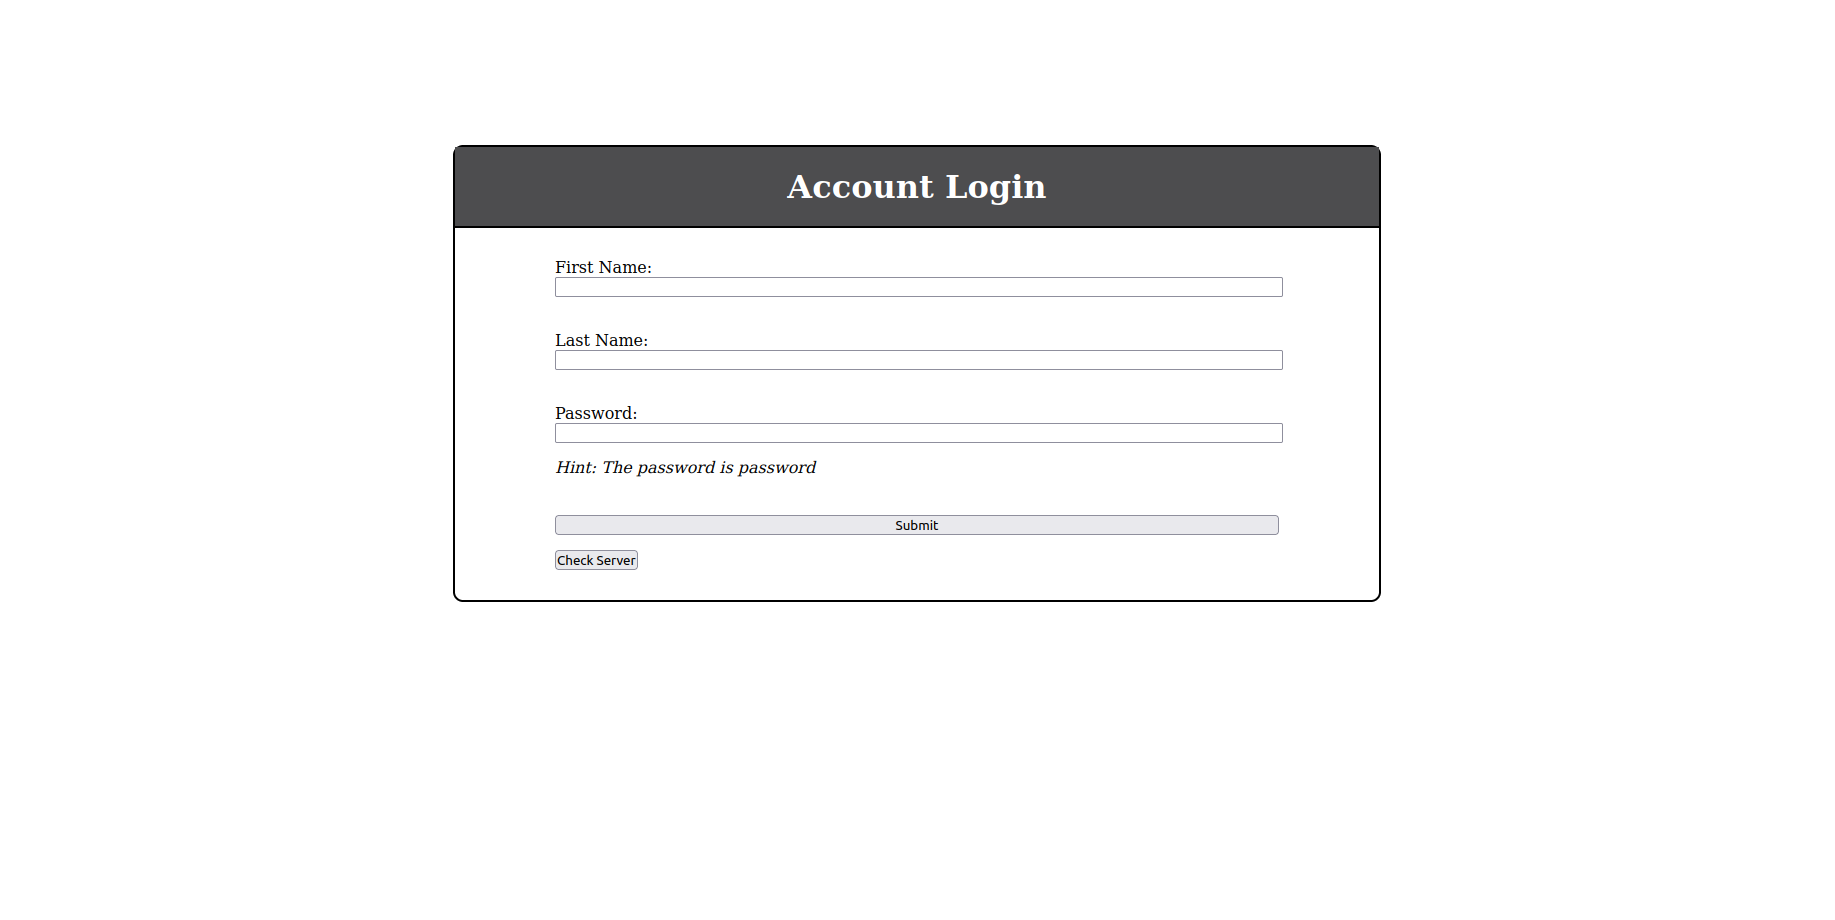 Account Login
First Name:
Last Name:
Password:
Hint: The password is password
Submit
Check Server